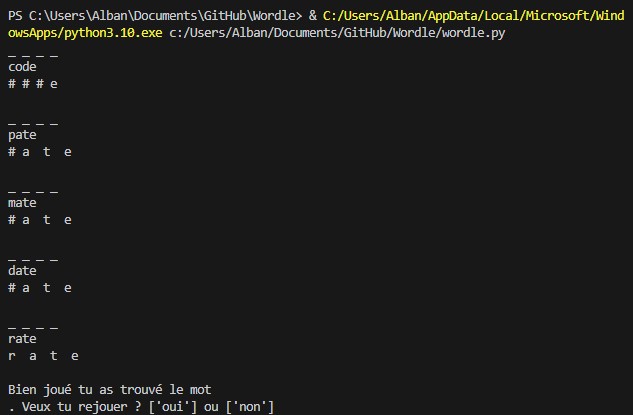 PS C:\Users\Alban\Documents\GitHub\Wordle> & C:/Users/Alban/AppData/Local/Microsoft/Wind
owsApps/python3.10.exe c:/Users/Alban/Documents/GitHub/Wordle/wordle.py
_ _ _ _
code
# # # e
_ _ _ _
pate
# a  t  e
_ _ _ _
mate
# a  t  e
_ _ _ _
date
# a  t  e
_ _ _ _
rate
r  a  t  e
Bien joué tu as trouvé le mot
. Veux tu rejouer ? ['oui'] ou ['non']